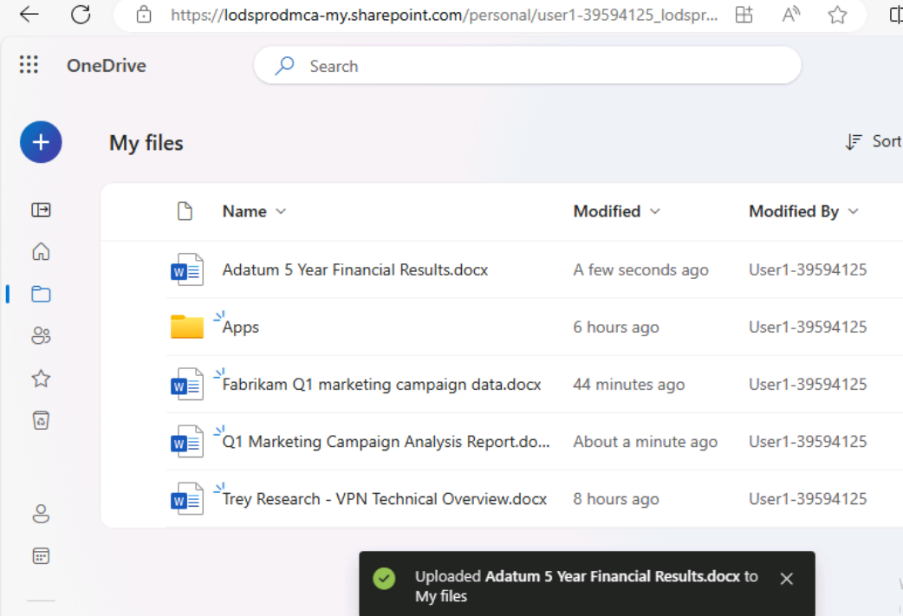 https://lodsprodmca-my.sharepoint.com/personal/user1-39594125_lodspr...
OneDrive
Search
My files
Sort
Name Modified Modified By
Adatum 5 Year Financial Results.docx A few seconds ago User1-39594125
Apps 6 hours ago User1-39594125
Fabrikam Q1 marketing campaign data.docx 44 minutes ago User1-39594125
Q1 Marketing Campaign Analysis Report.do... About a minute ago User1-39594125
Trey Research - VPN Technical Overview.docx 8 hours ago User1-39594125
Uploaded Adatum 5 Year Financial Results.docx to
My files